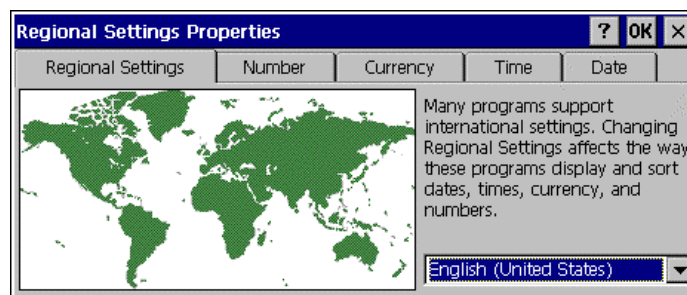 Regional Settings Properties ? OK ×
Regional Settings Number Currency Time Date
Many programs support
international settings. Changing
Regional Settings affects the way
these programs display and sort
dates, times, currency, and
numbers.
English (United States)